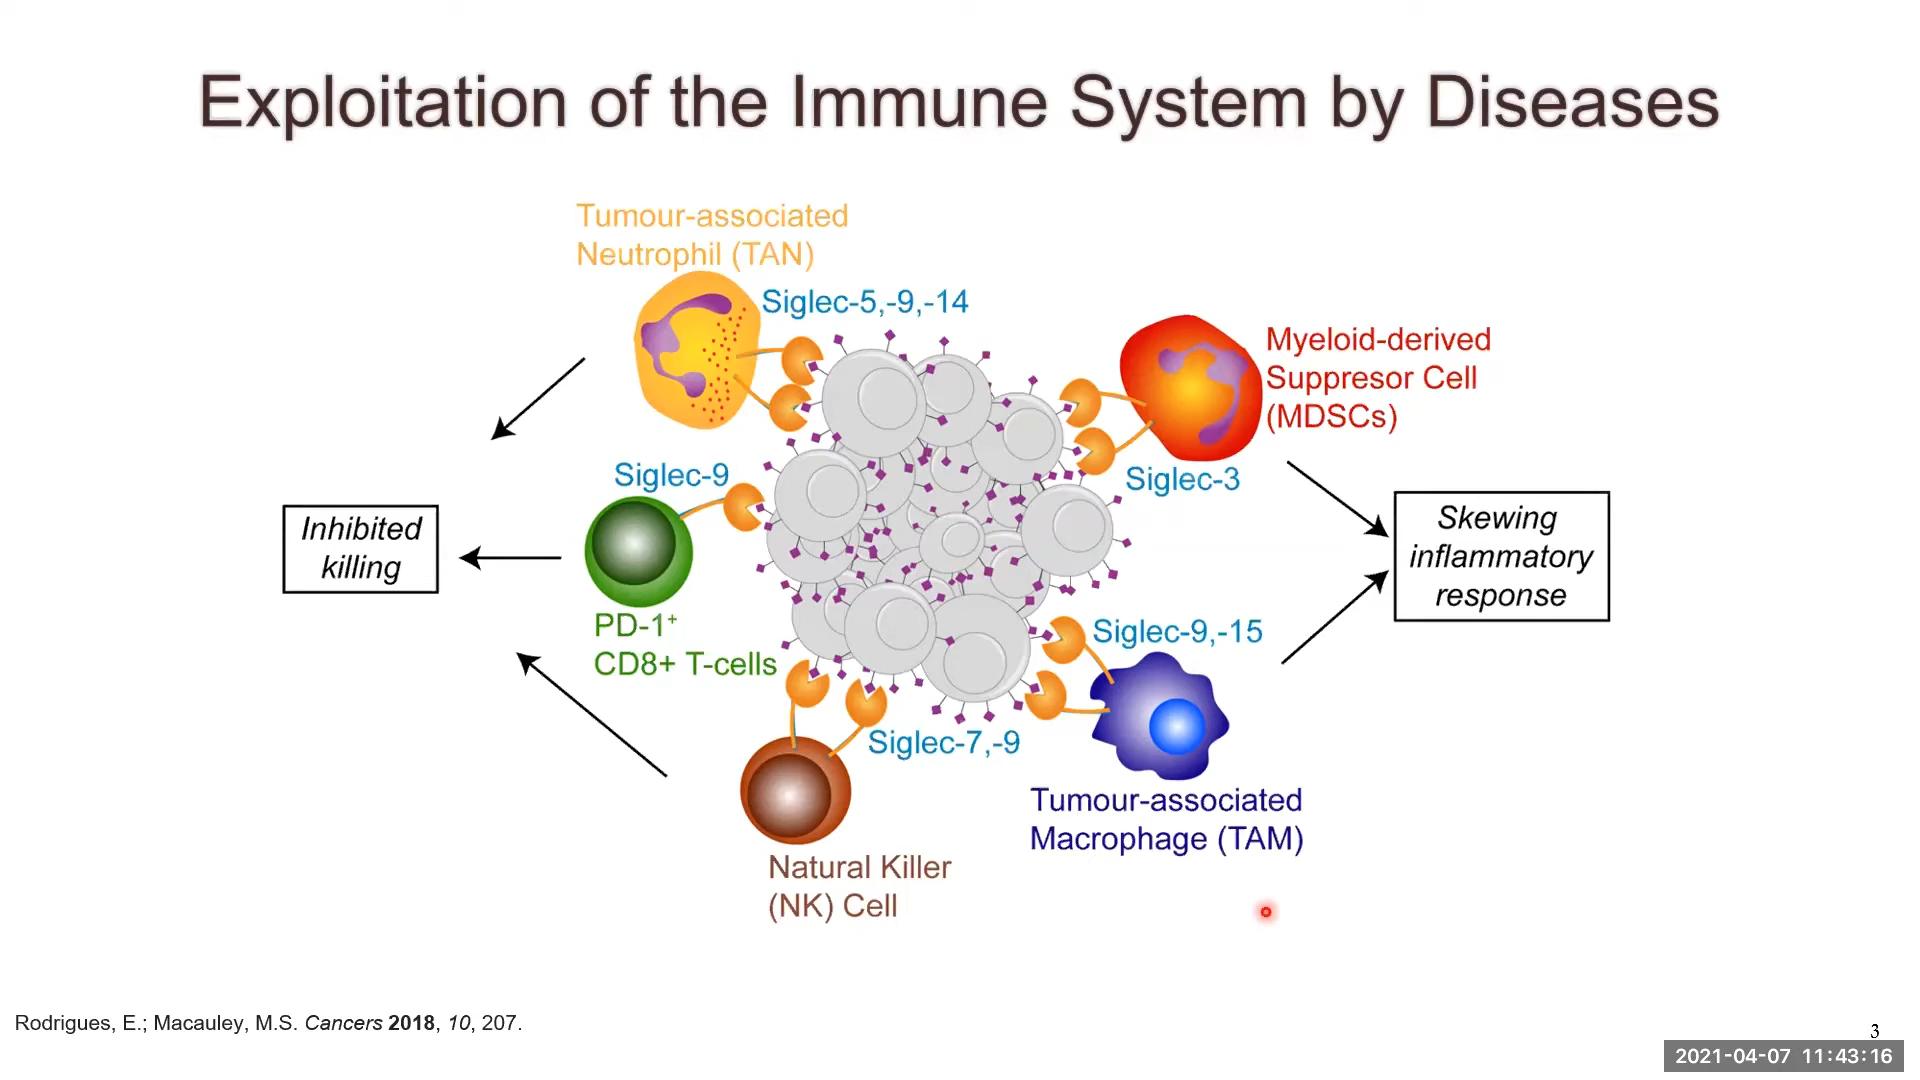 Exploitation of the Immune System by Diseases
Tumour-associated
Neutrophil (TAN)
Siglec-5,-9,-14
Myeloid-derived
Suppresor Cell
(MDSCs)
Siglec-9
Siglec-3
Inhibited
killing
Skewing
inflammatory
response
PD-1⁺
CD8+ T-cells
Siglec-9,-15
Siglec-7,-9
Tumour-associated
Macrophage (TAM)
Natural Killer
(NK) Cell
Rodrigues, E.; Macauley, M.S. Cancers 2018, 10, 207.
3
2021-04-07 11:43:16